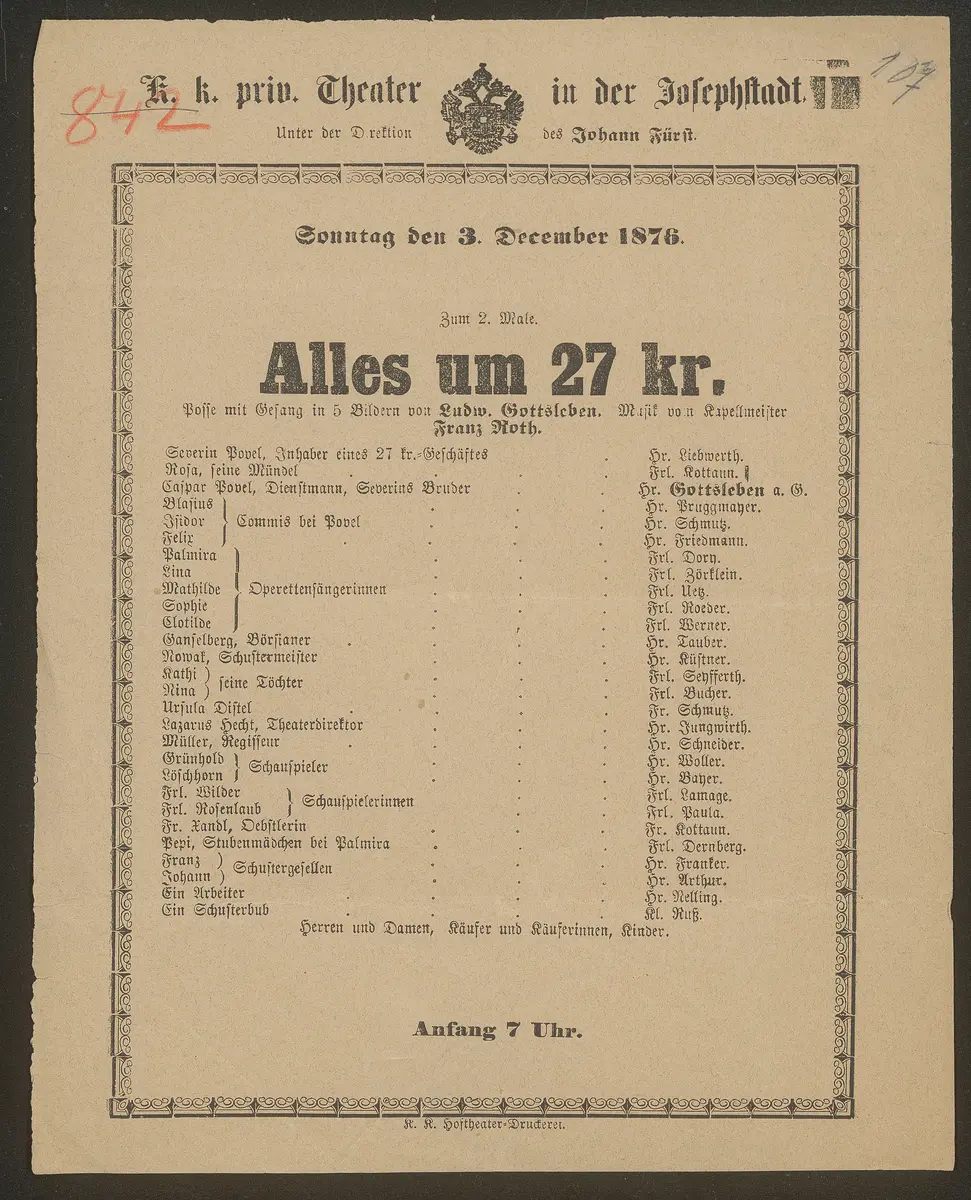 842
107
K. k. priv. Theater in der Josephstadt.
Unter der Direktion des Johann Fürst.
Sonntag den 3. December 1876.
Zum 2. Male.
Alles um 27 kr.
Posse mit Gesang in 5 Bildern von Ludw. Gottsleben. Musik vom Kapellmeister
Franz Roth.
Severin Povel, Inhaber eines 27 kr.-Geschäftes . Hr. Liebwerth.
Rosa, seine Mündel . . . . Frl. Kottaun.
Caspar Povel, Dienstmann, Severins Bruder . . Hr. Gottsleben a. G.
Blasius . . . Hr. Pruggmayer.
Isidor } Commis bei Povel . . . Hr. Schmutz.
Felix . . . . Hr. Friedmann.
Palmira . . . Frl. Dory.
Lina . . . Frl. Zörklein.
Mathilde } Operettensängerinnen . . . Frl. Uetz.
Sophie . . . Frl. Roeder.
Clotilde . . . Frl. Werner.
Ganselberg, Börsianer . . . . Hr. Tauber.
Nowak, Schustermeister . . . Hr. Küstner.
Kathi } seine Töchter . . . Frl. Seyfferth.
Nina . . . Frl. Bucher.
Ursula Distel . . . . Fr. Schmutz.
Lazarus Hecht, Theaterdirektor . . . Hr. Jungwirth.
Müller, Regisseur . . . . Hr. Schneider.
Grünhold } Schauspieler . . . Hr. Woller.
Löschhorn . . . Hr. Bayer.
Frl. Wilder } Schauspielerinnen . . . Frl. Lamage.
Frl. Rosenlaub . . . Frl. Paula.
Fr. Xandl, Oebstlerin . . . Fr. Kottaun.
Pepi, Stubenmädchen bei Palmira . . . Frl. Dernberg.
Franz } Schustergesellen . . . Hr. Franker.
Johann . . . Hr. Arthur.
Ein Arbeiter . . . . Hr. Nelling.
Ein Schusterbub . . . . Kl. Ruß.
Herren und Damen, Käufer und Käuferinnen, Kinder.
Anfang 7 Uhr.
K. K. Hoftheater-Druckerei.